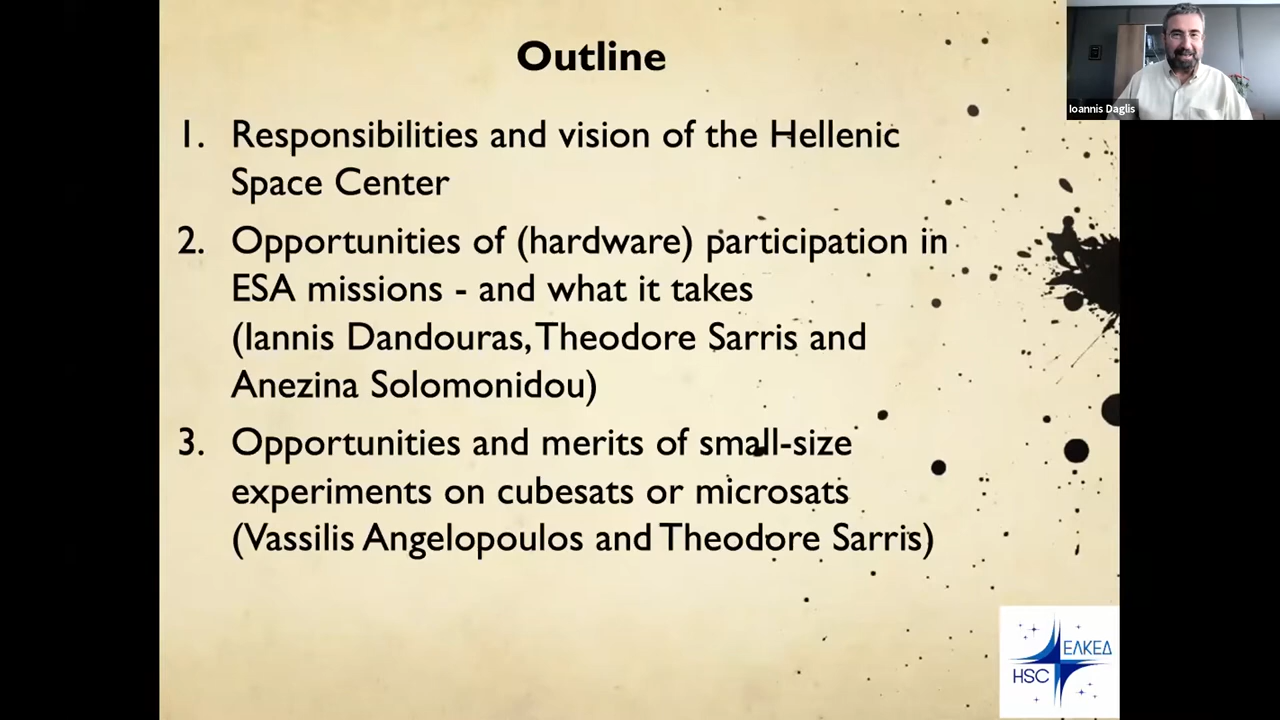 Outline
Ioannis Daglis
1. Responsibilities and vision of the Hellenic
Space Center
2. Opportunities of (hardware) participation in
ESA missions - and what it takes
(Iannis Dandouras, Theodore Sarris and
Anezina Solomonidou)
3. Opportunities and merits of small-size
experiments on cubesats or microsats
(Vassilis Angelopoulos and Theodore Sarris)
ΕΛΚΕΔ
HSC